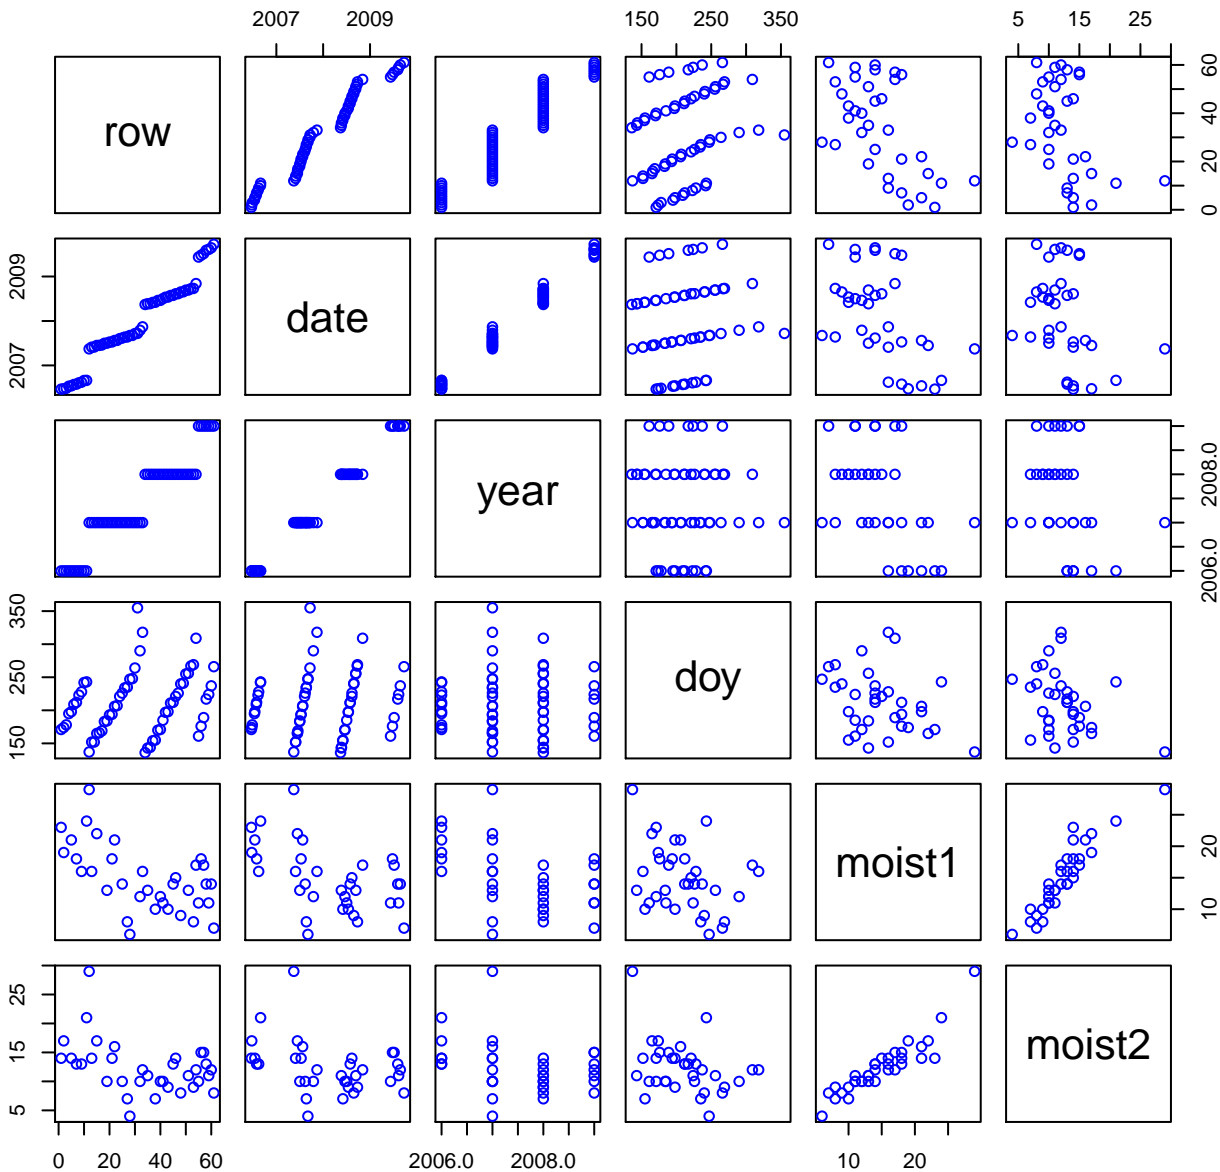 2007 2009 150 250 350 5 15 25
row 0 20 40 60
2007 2009 date
year 2006.0 2008.0
150 250 350 doy
moist1 10 20
5 15 25 moist2
0 20 40 60 2006.0 2008.0 10 20